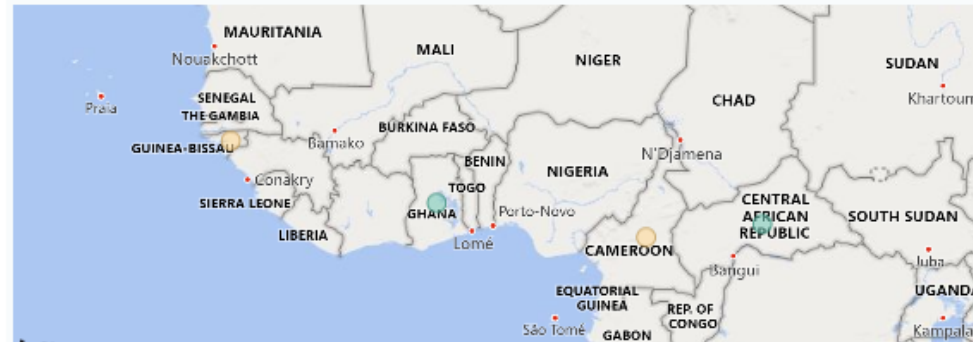 MAURITANIA
Nouakchott
MALI
NIGER
SUDAN
Khartoum
Praia
SENEGAL
THE GAMBIA
CHAD
BURKINA FASO
Bamako
GUINEA-BISSAU
N'Djamena
BENIN
NIGERIA
Conakry
TOGO
CENTRAL
AFRICAN
REPUBLIC
SIERRA LEONE
GHANA
Porto-Novo
SOUTH SUDAN
LIBERIA
Lomé
CAMEROON
Bangui
Juba
EQUATORIAL
GUINEA
UGANDA
REP. OF
CONGO
São Tomé
GABON
Kampala